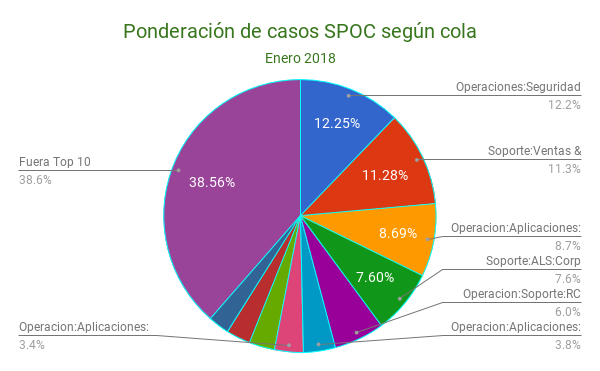 Ponderación de casos SPOC según cola
Enero 2018
Operaciones:Seguridad
12.2%
12.25%
Soporte:Ventas &
11.3%
11.28%
Fuera Top 10
38.6%
38.56%
Operacion:Aplicaciones:
8.7%
8.69%
Soporte:ALS:Corp
7.6%
7.60%
Operacion:Soporte:RC
6.0%
Operacion:Aplicaciones:
3.8%
Operacion:Aplicaciones:
3.4%